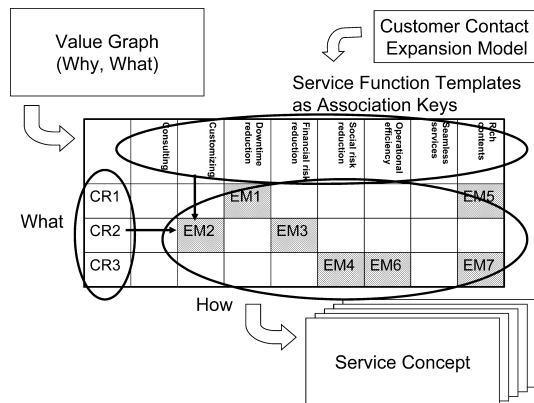 Value Graph
(Why, What)
Customer Contact
Expansion Model
Service Function Templates
as Association Keys
Consulting
Customizing
Downtime
reduction
Financial risk
reduction
Social risk
reduction
Operational
efficiency
Seamless
services
Rich
contents
What
CR1
EM1
EM5
CR2
EM2
EM3
CR3
EM4
EM6
EM7
How
Service Concept